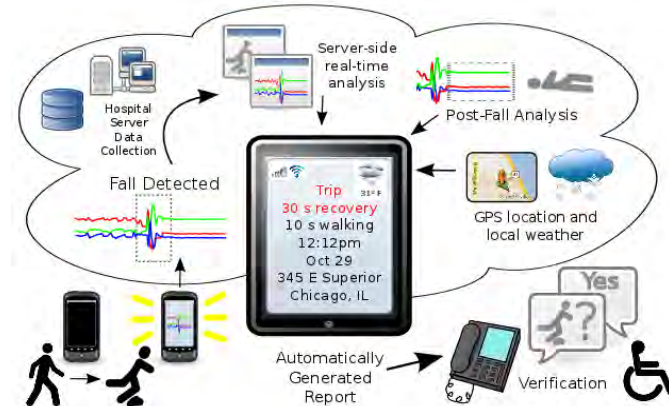 Hospital
Server
Data
Collection
Server-side
real-time
analysis
Post-Fall Analysis
Fall Detected
31° F
Trip
30 s recovery
10 s walking
12:12pm
Oct 29
345 E Superior
Chicago, IL
GPS location and
local weather
Automatically
Generated
Report
Yes
?
Verification